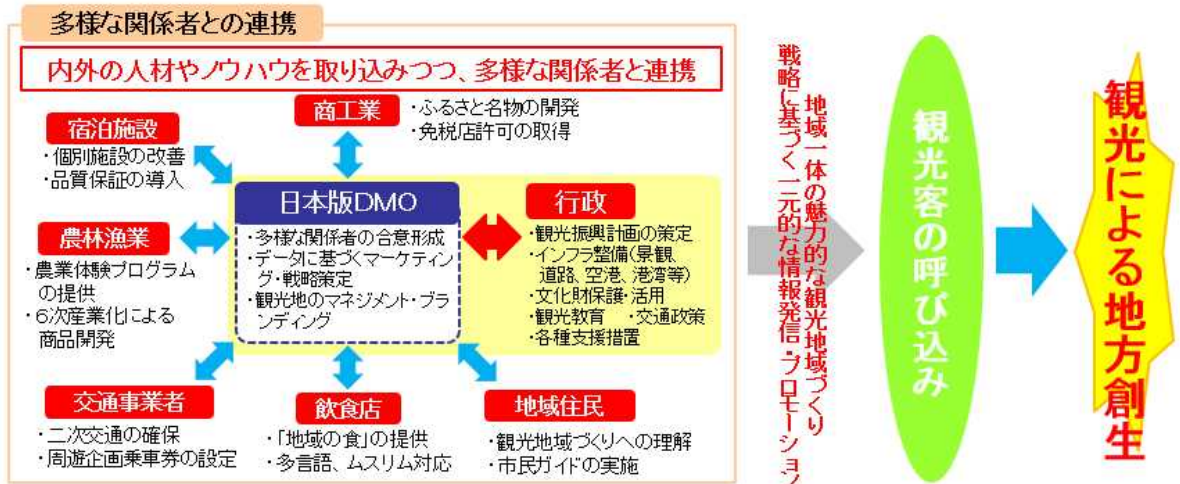 多様な関係者との連携
内外の人材やノウハウを取り込みつつ、多様な関係者と連携
商工業
・ふるさと名物の開発
・免税店許可の取得
宿泊施設
・個別施設の改善
・品質保証の導入
農林漁業
・農業体験プログラム
の提供
・6次産業化による
商品開発
日本版DMO
・多様な関係者の合意形成
・データに基づくマーケティン
グ・戦略策定
・観光地のマネジメント・ブラ
ンディング
行政
・観光振興計画の策定
・インフラ整備(景観、
道路、空港、港湾等)
・文化財保護・活用
・観光教育 ・交通政策
・各種支援措置
交通事業者
・二次交通の確保
・周遊企画乗車券の設定
飲食店
・「地域の食」の提供
・多言語、ムスリム対応
地域住民
・観光地域づくりへの理解
・市民ガイドの実施
地域一体の魅力的な観光地域づくり
戦略に基づく一元的な情報発信・プロモーション
観光客の呼び込み
観光による地方創生